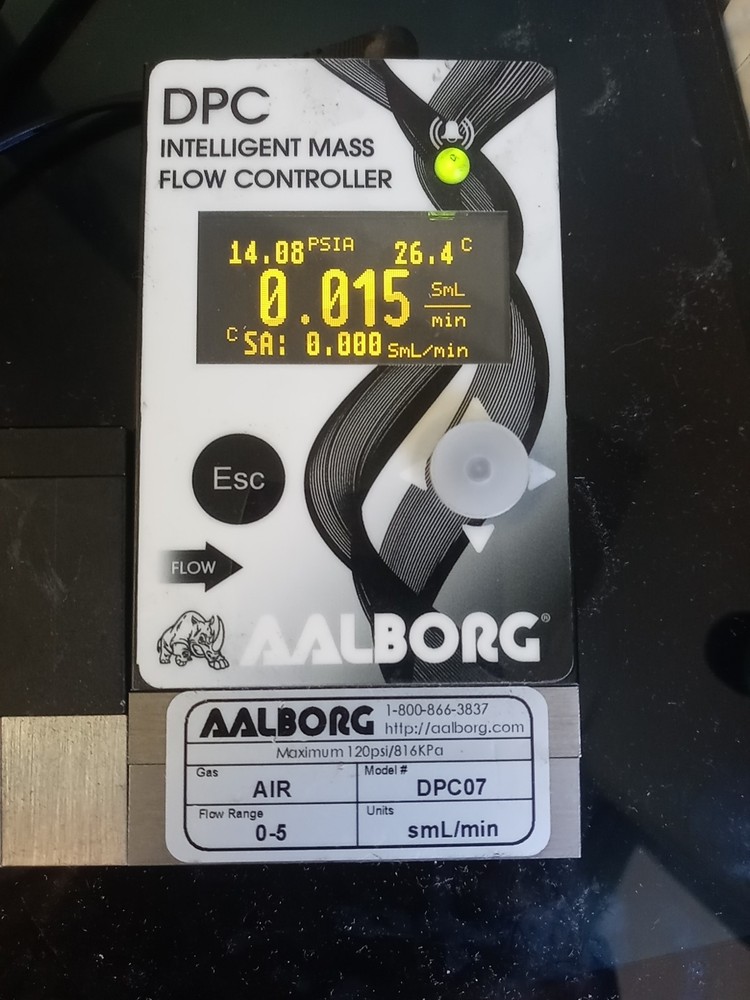 DPC
INTELLIGENT MASS
FLOW CONTROLLER
14.08 PSIA 26.4 C
0.015 SmL
min
C SA: 0.000 SmL/min
Esc
FLOW
AALBORG®
AALBORG 1-800-866-3837
http://aalborg.com
Maximum 120psi/816KPa
Gas Model #
AIR DPC07
Flow Range Units
0-5 smL/min